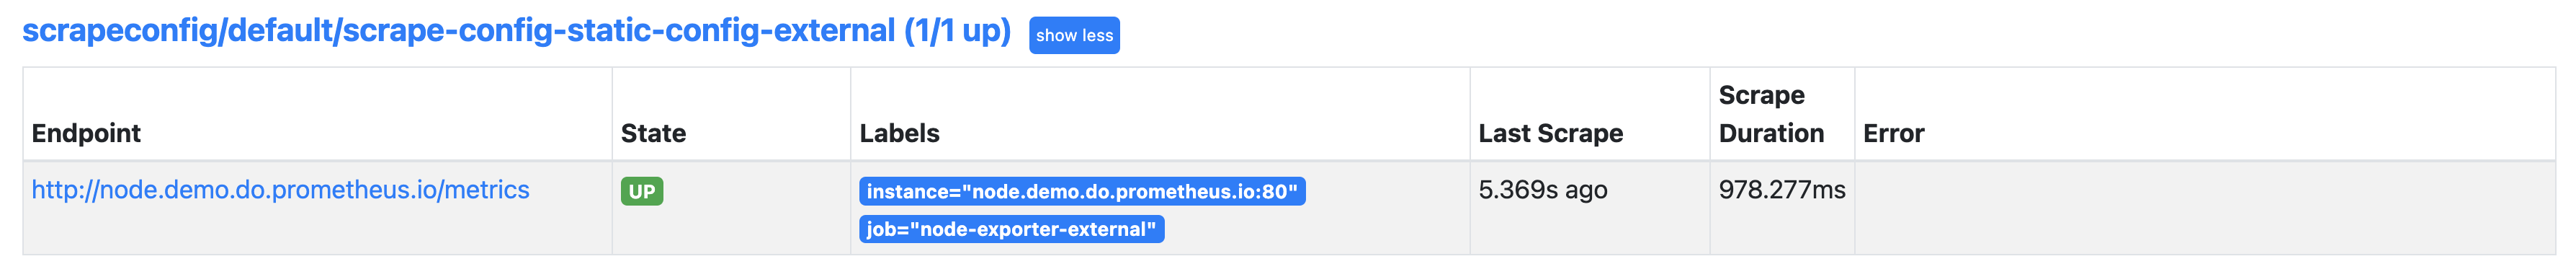 scrapeconfig/default/scrape-config-static-config-external (1/1 up) show less
Endpoint State Labels Last Scrape Scrape Duration Error
http://node.demo.do.prometheus.io/metrics UP instance="node.demo.do.prometheus.io:80" 5.369s ago 978.277ms
job="node-exporter-external"